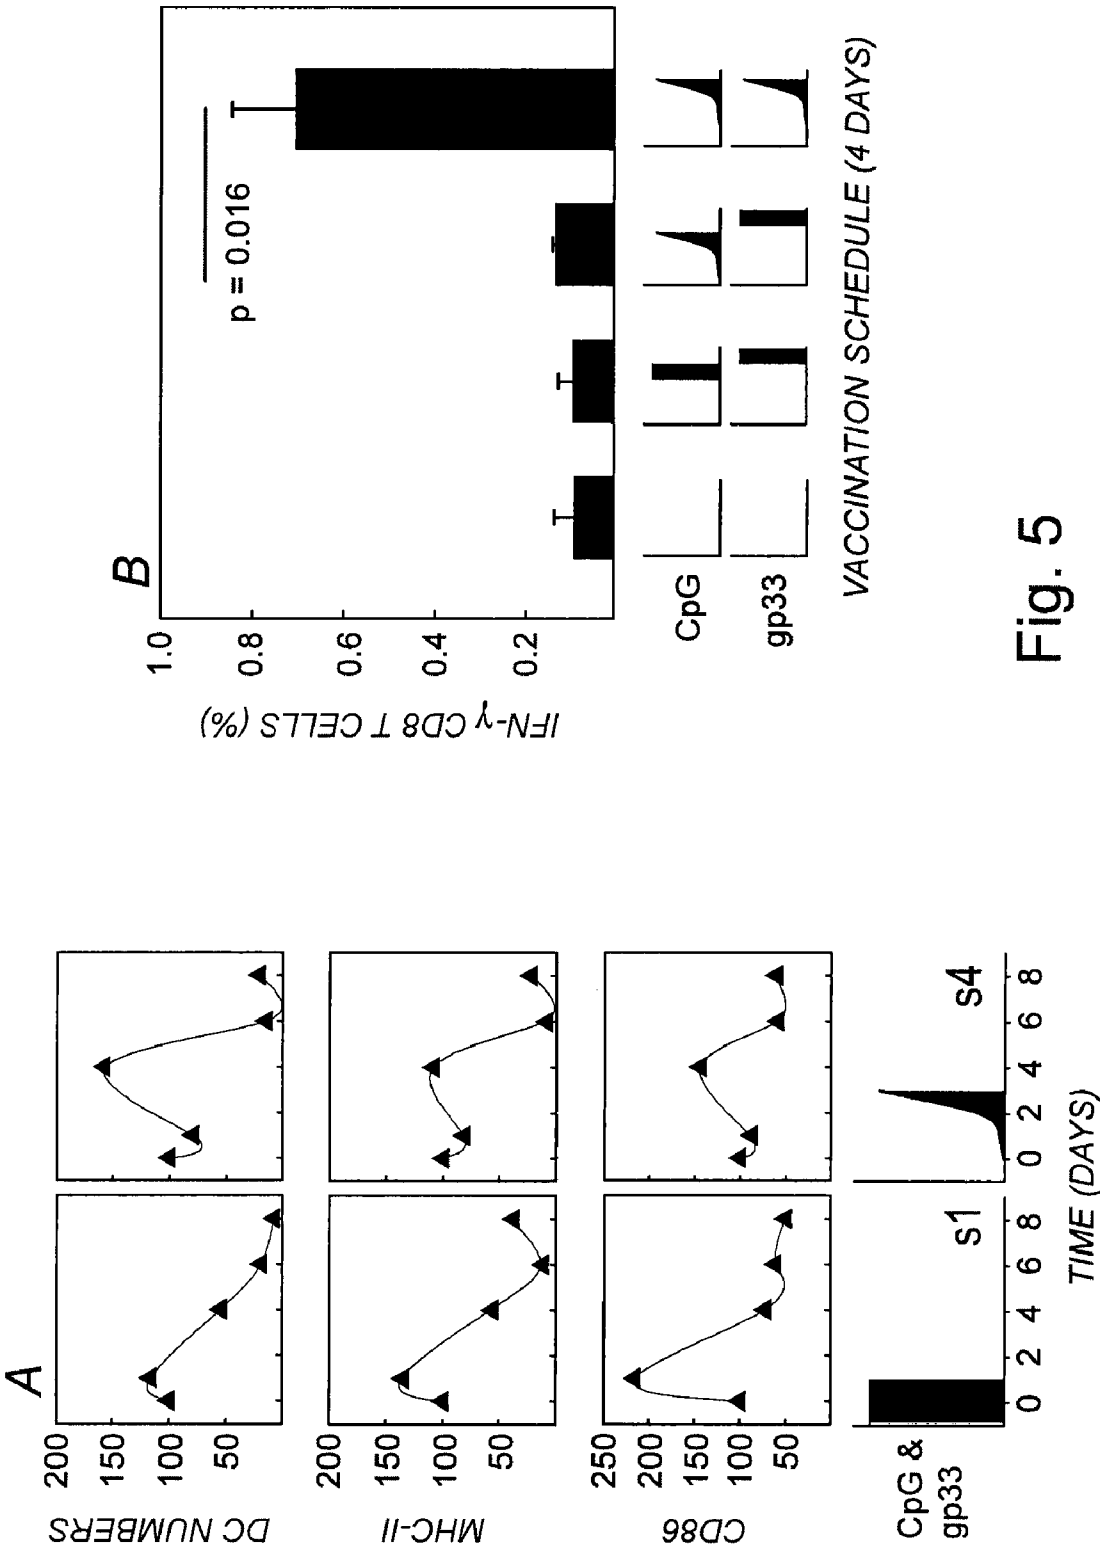 A
DC NUMBERS
200
150
100
50
MHC-II
200
150
100
50
CD86
250
200
150
100
50
CpG &
gp33
s1
s4
0 2 4 6 8
0 2 4 6 8
TIME (DAYS)
B
IFN-γ CD8 T CELLS (%)
1.0
0.8
0.6
0.4
0.2
p = 0.016
CpG
gp33
VACCINATION SCHEDULE (4 DAYS)
Fig. 5